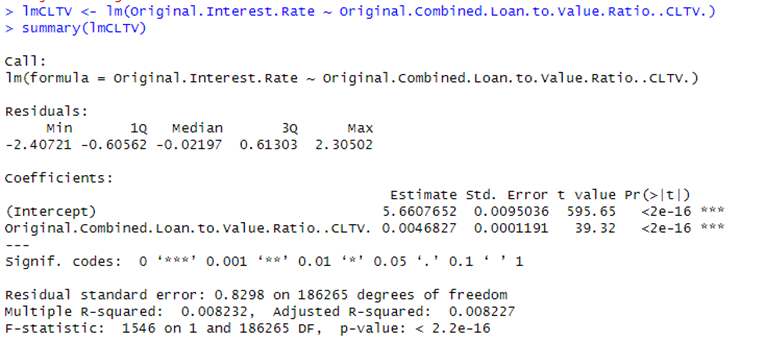 > lmCLTV <- lm(Original.Interest.Rate ~ Original.Combined.Loan.to.Value.Ratio..CLTV.)
> summary(lmCLTV)
Call:
lm(formula = Original.Interest.Rate ~ Original.Combined.Loan.to.Value.Ratio..CLTV.)
Residuals:
Min 1Q Median 3Q Max
-2.40721 -0.60562 -0.02197 0.61303 2.30502
Coefficients:
Estimate Std. Error t value Pr(>|t|)
(Intercept) 5.6607652 0.0095036 595.65 <2e-16 ***
Original.Combined.Loan.to.Value.Ratio..CLTV. 0.0046827 0.0001191 39.32 <2e-16 ***
---
Signif. codes: 0 ‘***’ 0.001 ‘**’ 0.01 ‘*’ 0.05 ‘.’ 0.1 ‘ ’ 1
Residual standard error: 0.8298 on 186265 degrees of freedom
Multiple R-squared: 0.008232, Adjusted R-squared: 0.008227
F-statistic: 1546 on 1 and 186265 DF, p-value: < 2.2e-16